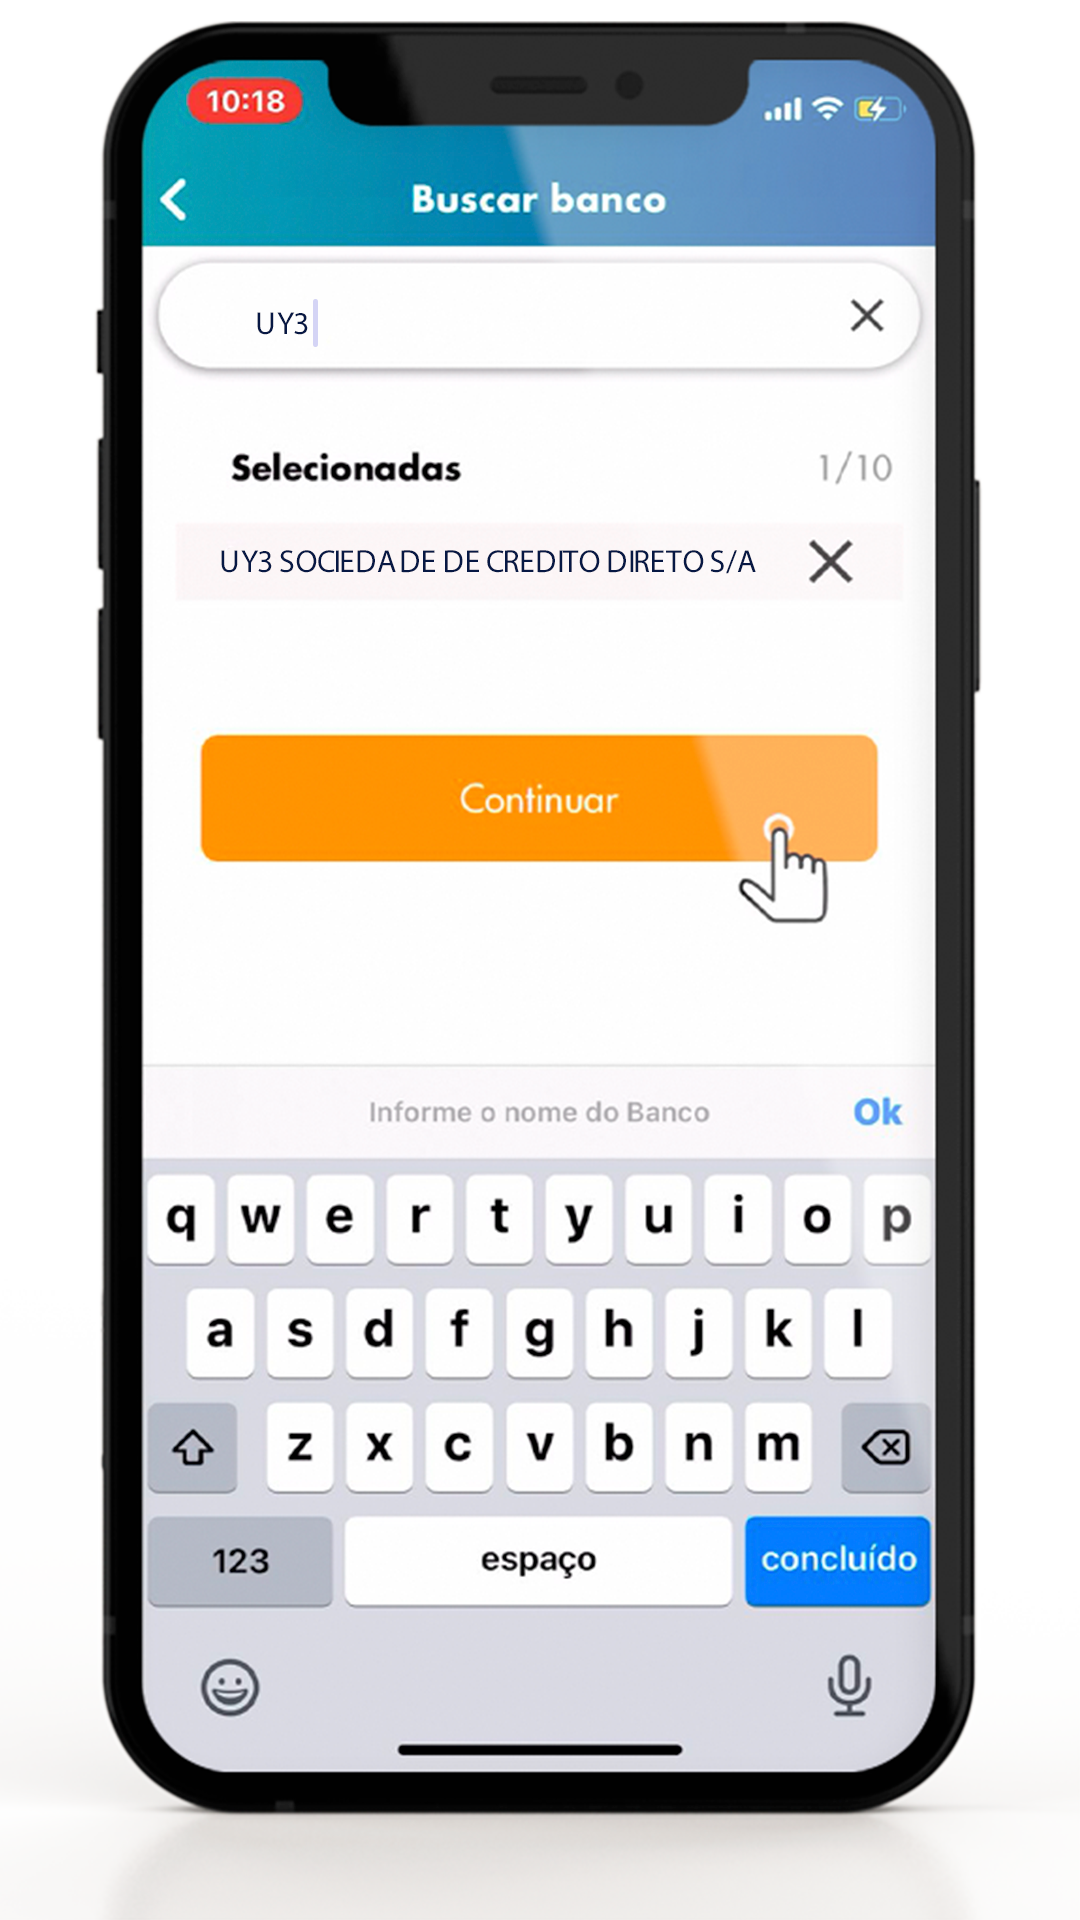 10:18
Buscar banco
UY3
Selecionadas 1/10
UY3 SOCIEDADE DE CREDITO DIRETO S/A
Continuar
Informe o nome do Banco Ok
q w e r t y u i o p
a s d f g h j k l
z x c v b n m
123 espaço concluído